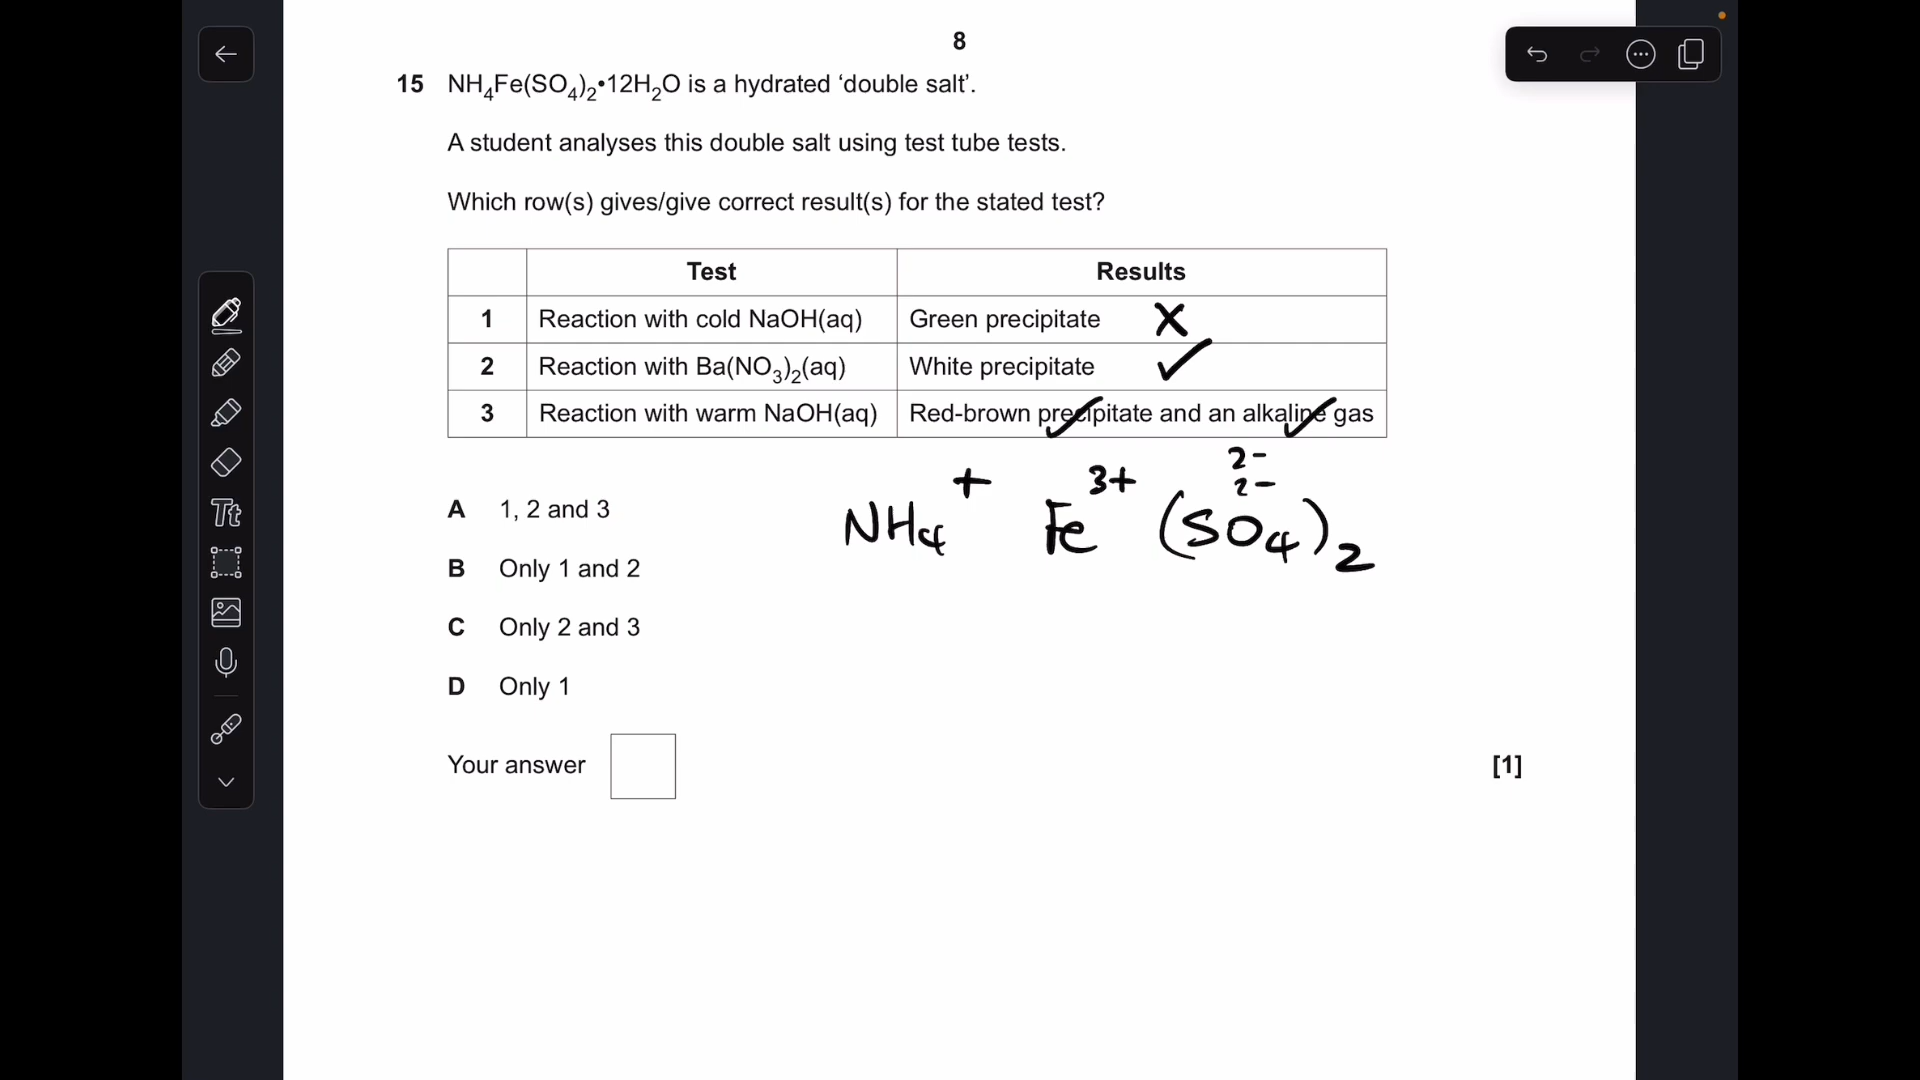 8
15 NH₄Fe(SO₄)₂•12H₂O is a hydrated ‘double salt’.
A student analyses this double salt using test tube tests.
Which row(s) gives/give correct result(s) for the stated test?
Test Results
1 Reaction with cold NaOH(aq) Green precipitate ✗
2 Reaction with Ba(NO₃)₂(aq) White precipitate ✓
3 Reaction with warm NaOH(aq) Red-brown precipitate and an alkaline gas ✓ ✓
2-
+ 3+ 2-
NH₄ Fe (SO₄)₂
A 1, 2 and 3
B Only 1 and 2
C Only 2 and 3
D Only 1
Your answer [1]
Tt